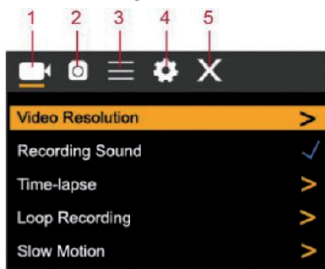 1 2 3 4 5
Video Resolution >
Recording Sound
Time-lapse >
Loop Recording >
Slow Motion >